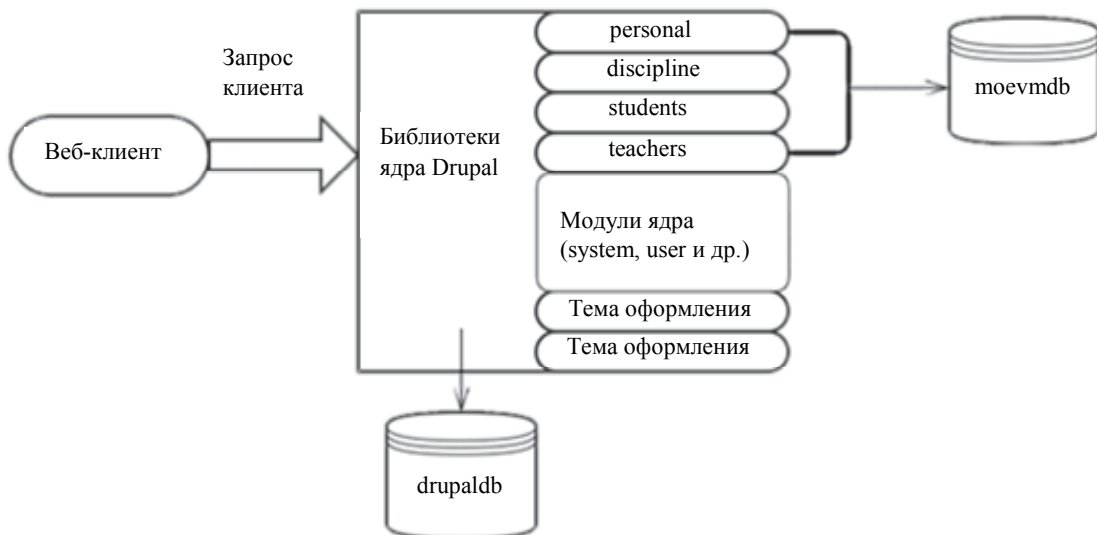 Запрос
клиента
Веб-клиент
Библиотеки
ядра Drupal
personal
discipline
students
teachers
Модули ядра
(system, user и др.)
Тема оформления
Тема оформления
moevmdb
drupaldb